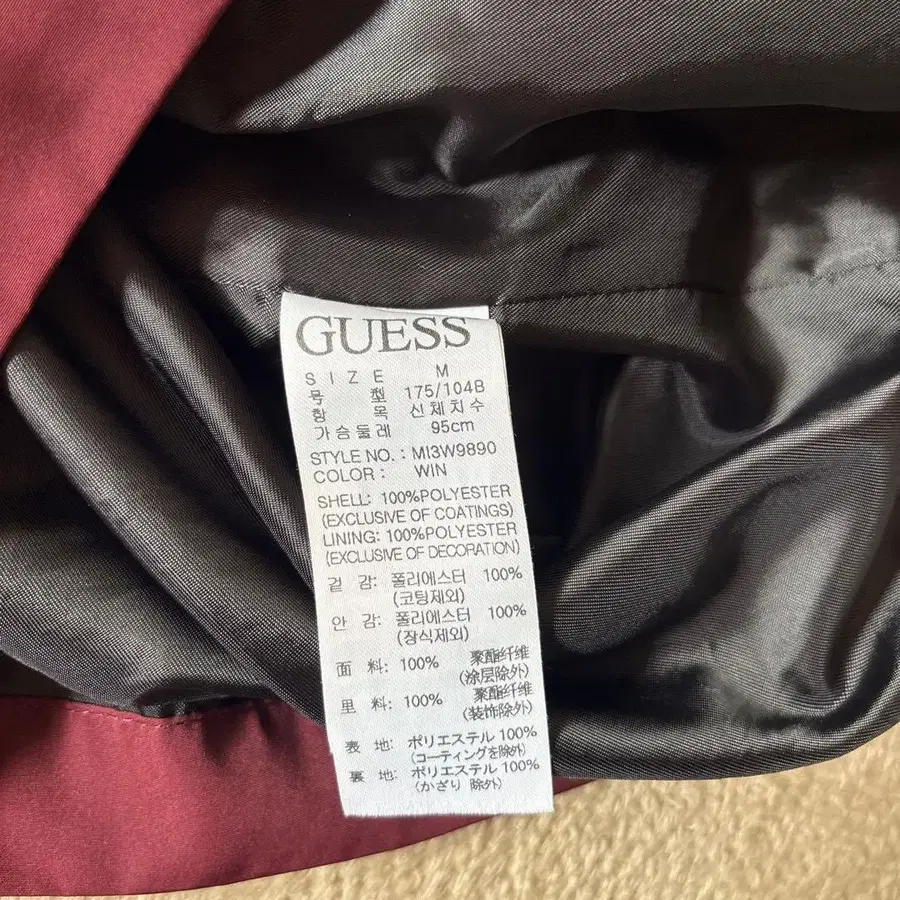 GUESS
SIZE M
号 型 175/104B
항 목 신체치수
가슴둘레 95cm
STYLE NO.: MI3W9890
COLOR: WIN
SHELL: 100%POLYESTER
(EXCLUSIVE OF COATINGS)
LINING: 100%POLYESTER
(EXCLUSIVE OF DECORATION)
겉 감: 폴리에스터 100%
(코팅제외)
안 감: 폴리에스터 100%
(장식제외)
面 料: 100% 聚酯纤维
(涂层除外)
里 料: 100% 聚酯纤维
(装饰除外)
表 地: ポリエステル 100%
(コーティングを除外)
裏 地: ポリエステル 100%
(かざり 除外)